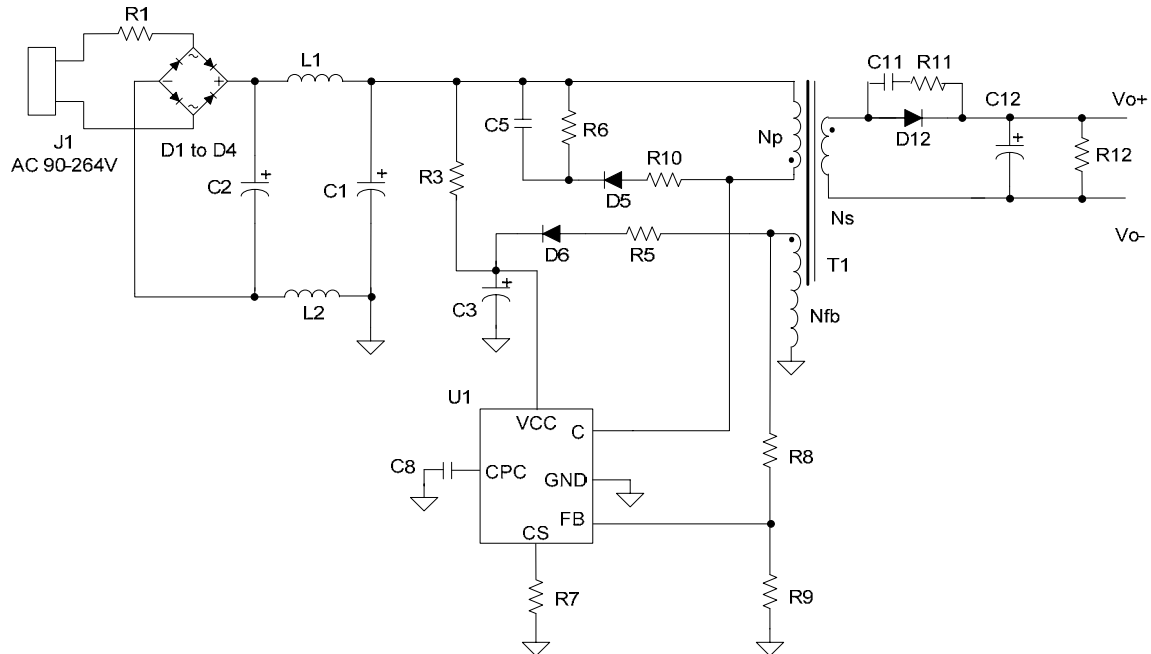 R1
L1
J1
AC 90-264V
D1 to D4
~
~
-
+
C2
+
C1
+
R3
C5
R6
R10
D5
D6
R5
C3
+
Np
Ns
T1
Nfb
C11
R11
D12
C12
+
R12
Vo+
Vo-
U1
VCC
C
CPC
GND
FB
CS
C8
R7
R8
R9
L2